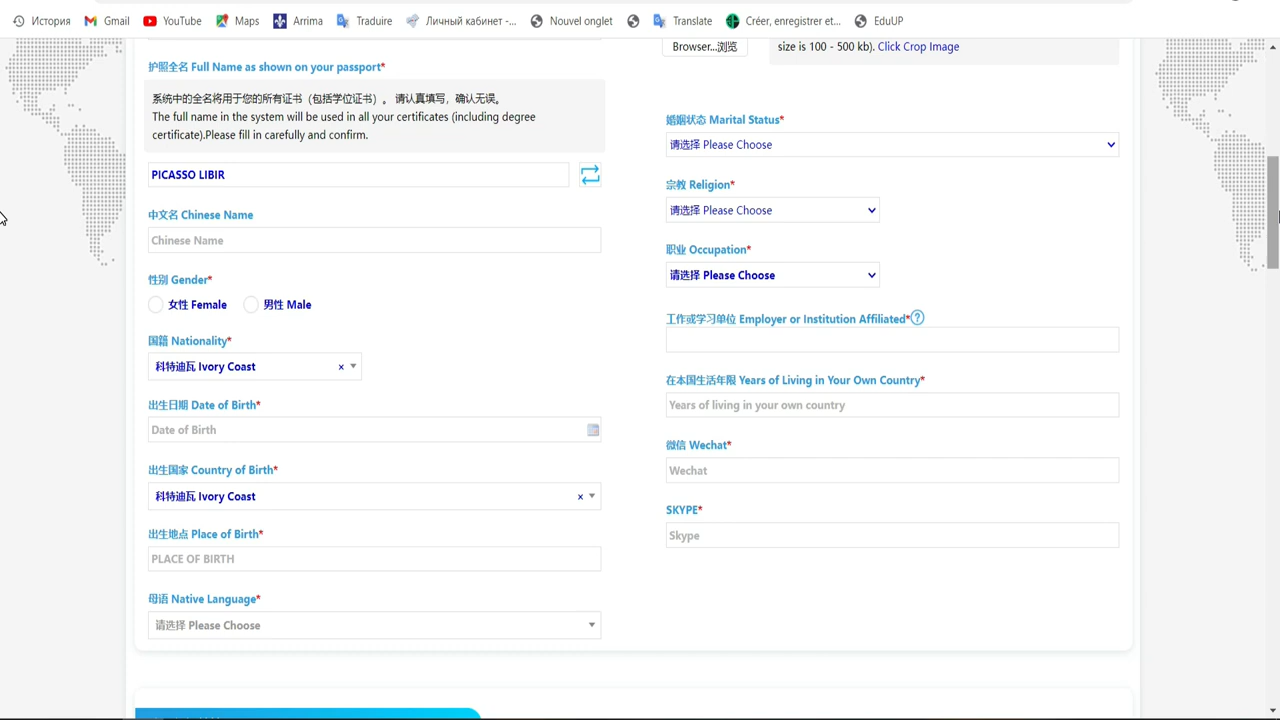 История Gmail YouTube Maps Arrima Traduire Личный кабинет -... Nouvel onglet Translate Créer, enregistrer et... EduUP
护照全名 Full Name as shown on your passport*
系统中的全名将用于您的所有证书（包括学位证书）。 请认真填写，确认无误。
The full name in the system will be used in all your certificates (including degree
certificate).Please fill in carefully and confirm.
PICASSO LIBIR
中文名 Chinese Name
Chinese Name
性别 Gender*
女性 Female 男性 Male
国籍 Nationality*
科特迪瓦 Ivory Coast ×
出生日期 Date of Birth*
Date of Birth
出生国家 Country of Birth*
科特迪瓦 Ivory Coast ×
出生地点 Place of Birth*
PLACE OF BIRTH
母语 Native Language*
请选择 Please Choose
Browser...浏览 size is 100 - 500 kb). Click Crop Image
婚姻状态 Marital Status*
请选择 Please Choose
宗教 Religion*
请选择 Please Choose
职业 Occupation*
请选择 Please Choose
工作或学习单位 Employer or Institution Affiliated* ?
在本国生活年限 Years of Living in Your Own Country*
Years of living in your own country
微信 Wechat*
Wechat
SKYPE*
Skype